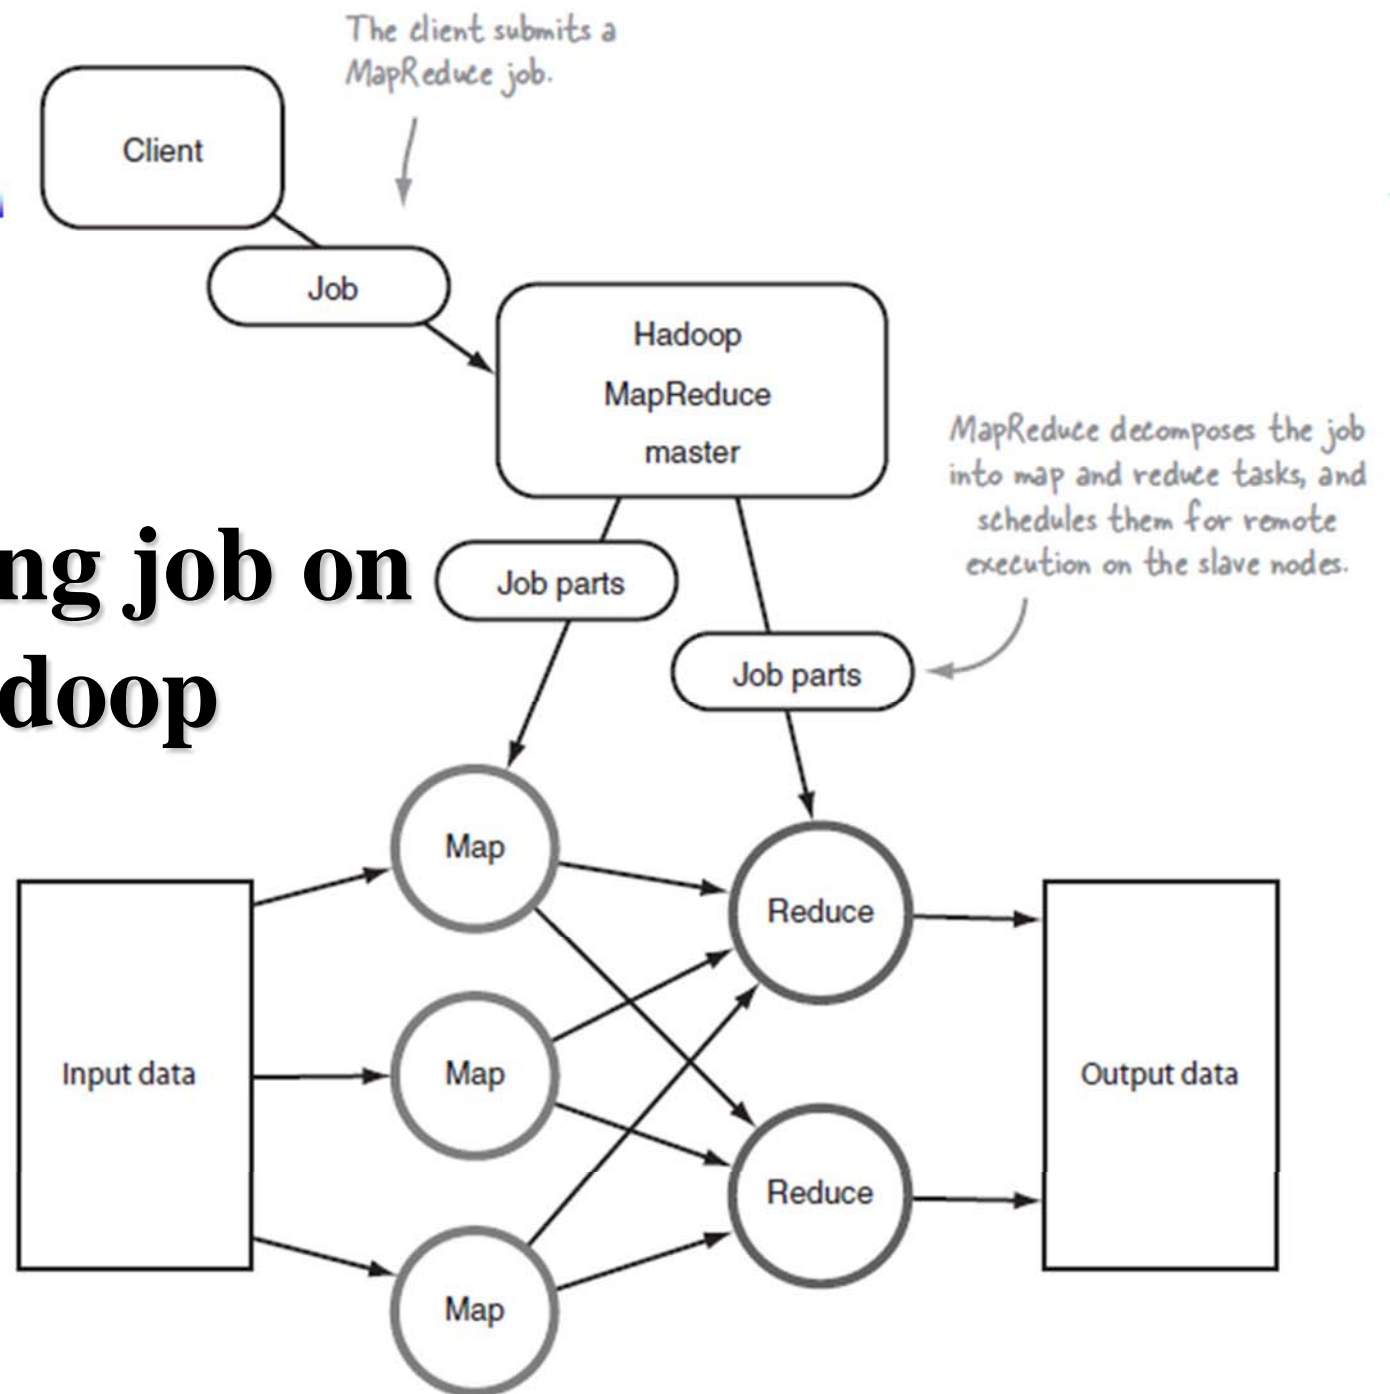 The client submits a
MapReduce job.
Client
Job
Hadoop
MapReduce
master
MapReduce decomposes the job
into map and reduce tasks, and
schedules them for remote
execution on the slave nodes.
ng job on
doop
Job parts
Job parts
Map
Reduce
Input data
Map
Output data
Reduce
Map